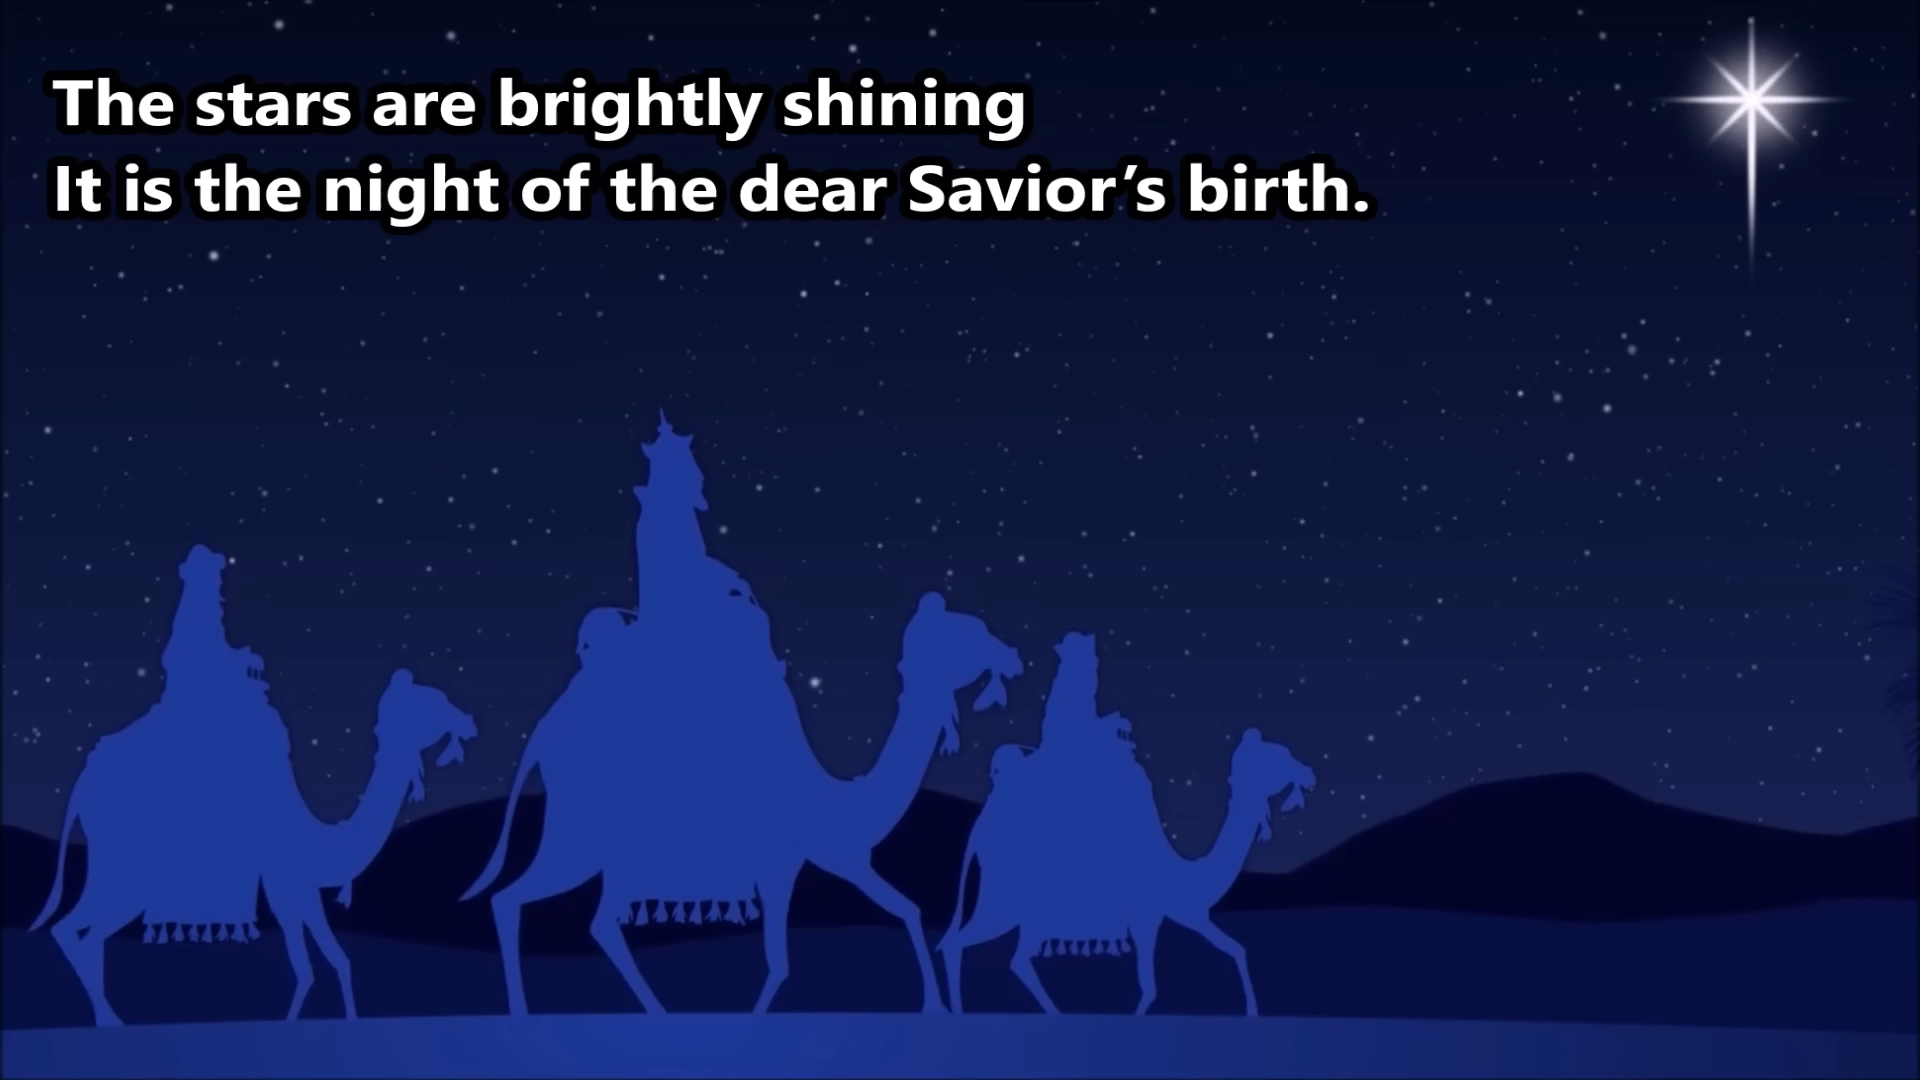 The stars are brightly shining
It is the night of the dear Savior’s birth.